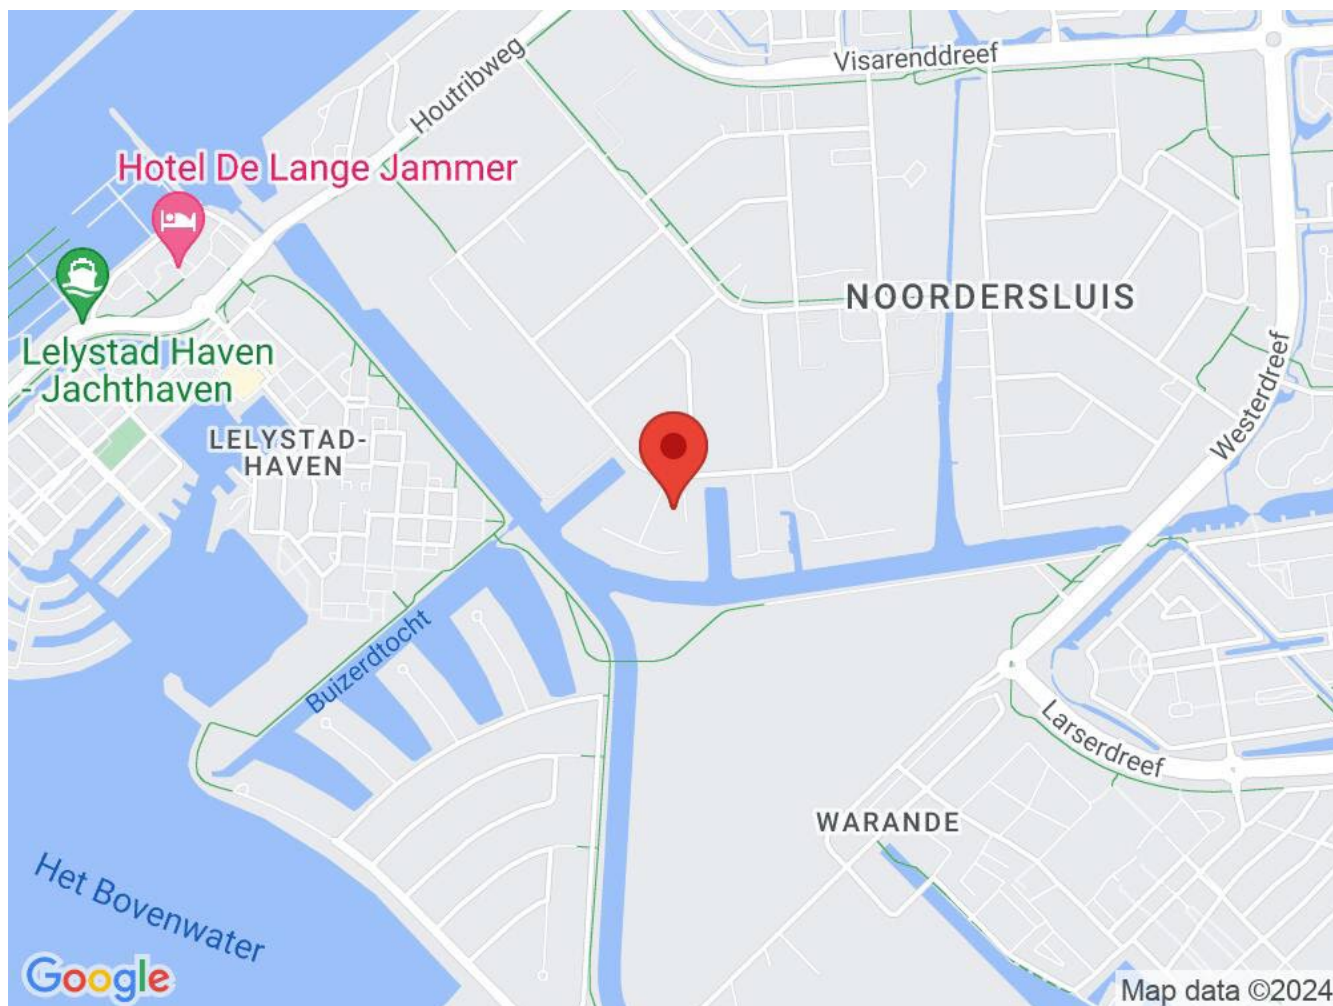 Visarenddreef
Houtribweg
Hotel De Lange Jammer
NOORDERSLUIS
Lelystad Haven
- Jachthaven
Westerdreef
LELYSTAD-
HAVEN
Buizerdtocht
Larserdreef
WARANDE
Het Bovenwater
Google
Map data ©2024